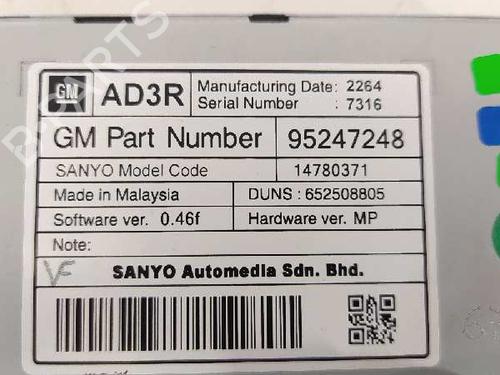 GM AD3R Manufacturing Date: 2264
Serial Number : 7316
GM Part Number 95247248
SANYO Model Code 14780371
Made in Malaysia DUNS : 652508805
Software ver. 0.46f Hardware ver. MP
Note:
VF
SANYO Automedia Sdn. Bhd.
B-PARTS